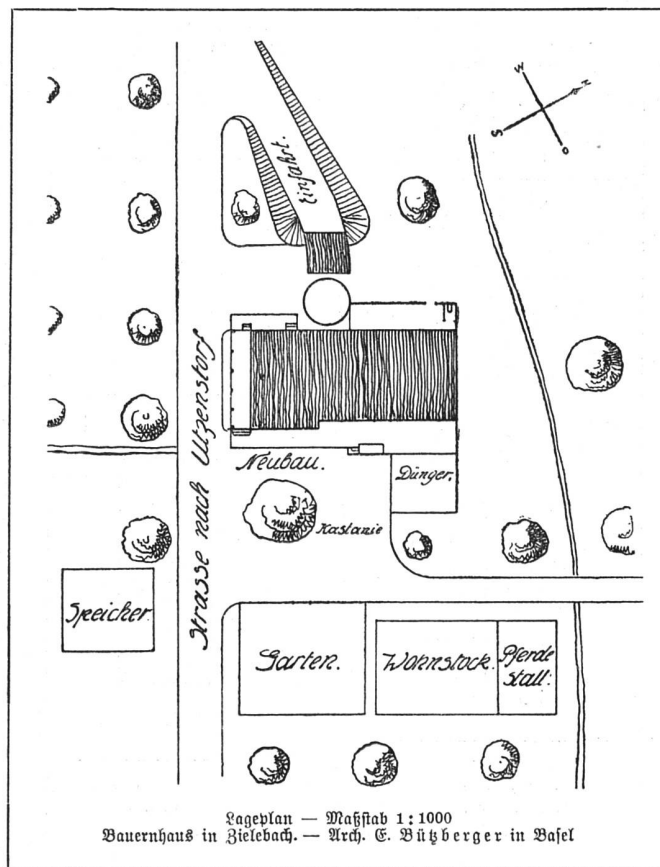 W
N
S
O
Einfahrt.
Strasse nach Utzenstorf
Neubau.
Dünger.
Kastanie
Speicher
Garten.
Wohnstock.
Pferde
stall.
Lageplan — Maßstab 1:1000
Bauernhaus in Zielebach. — Arch. E. Bützberger in Basel